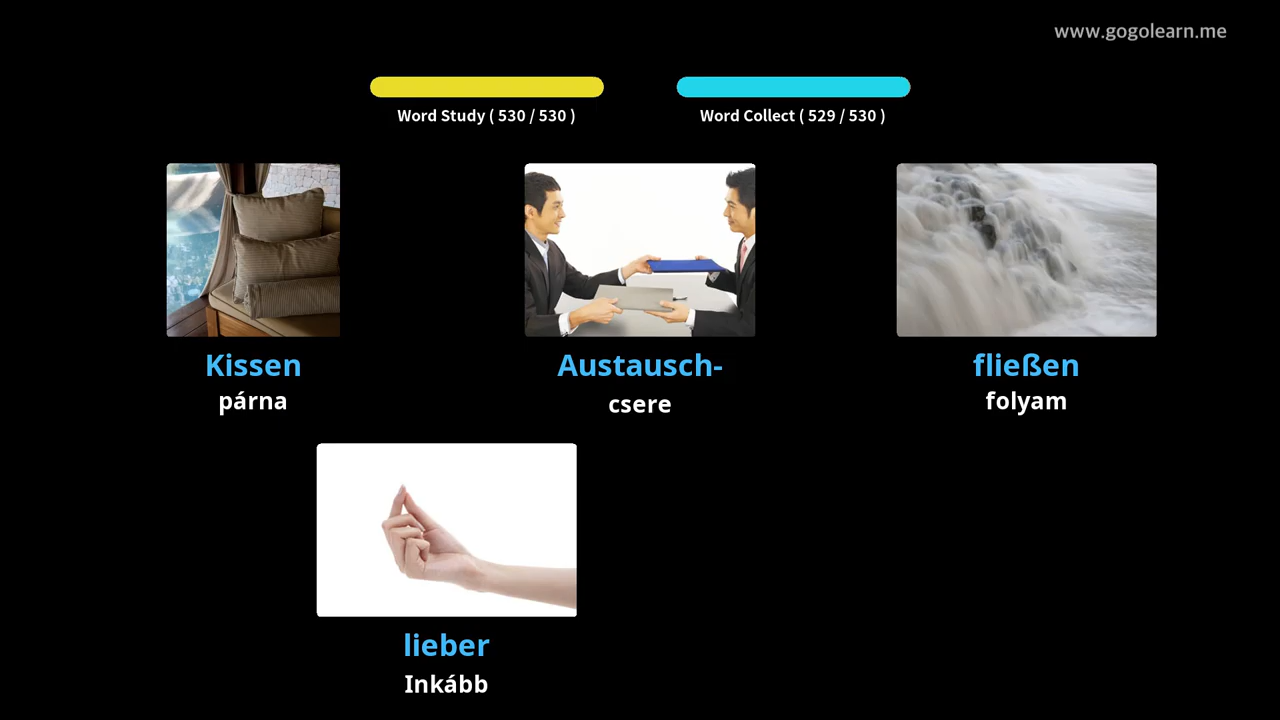 www.gogolearn.me
Word Study ( 530 / 530 )
Word Collect ( 529 / 530 )
Kissen
párna
Austausch-
csere
fließen
folyam
lieber
Inkább